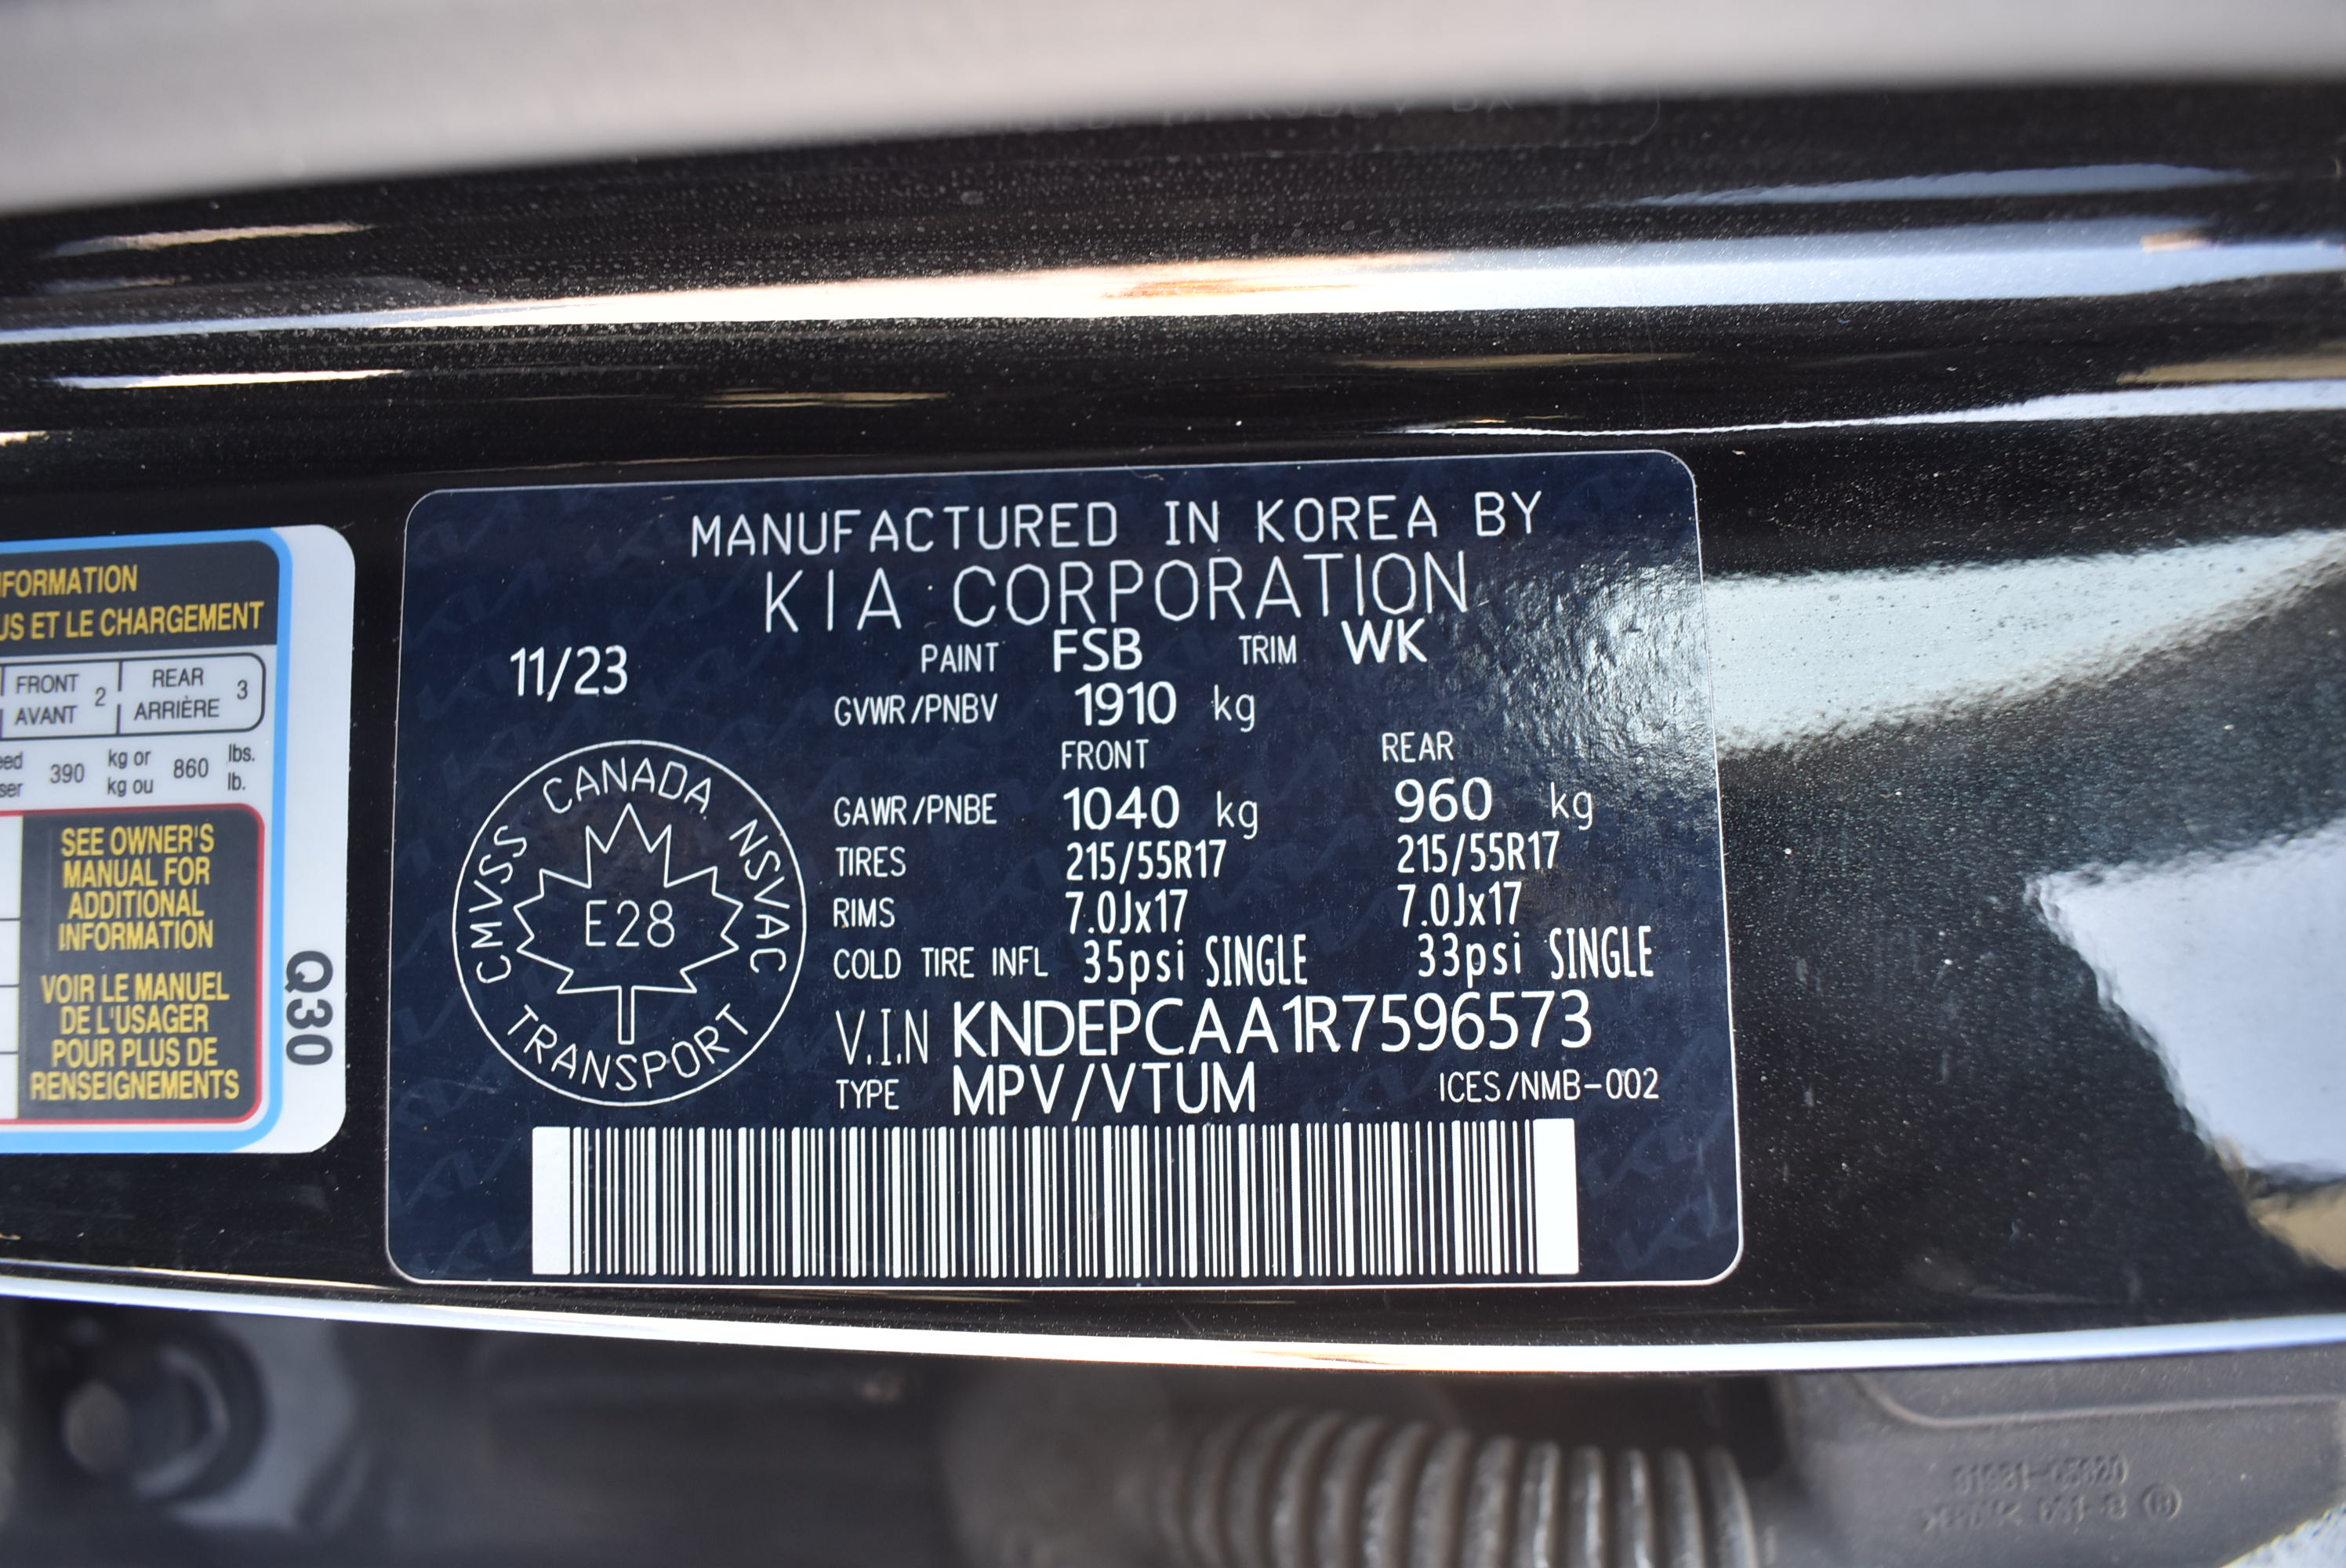 MANUFACTURED IN KOREA BY
KIA CORPORATION
11/23
PAINT FSB TRIM WK
GVWR/PNBV 1910 kg
FRONT REAR
GAWR/PNBE 1040 kg 960 kg
TIRES 215/55R17 215/55R17
RIMS 7.0Jx17 7.0Jx17
COLD TIRE INFL 35psi SINGLE 33psi SINGLE
V.I.N KNDEPCAA1R7596573
TYPE MPV/VTUM ICES/NMB-002
CANADA
CMVSS NSVAC
E28
TRANSPORT
FORMATION
US ET LE CHARGEMENT
FRONT 2 REAR 3
AVANT ARRIÈRE
390 kg or 860 lbs.
kg ou lb.
SEE OWNER'S
MANUAL FOR
ADDITIONAL
INFORMATION
VOIR LE MANUEL
DE L'USAGER
POUR PLUS DE
RENSEIGNEMENTS
Q30